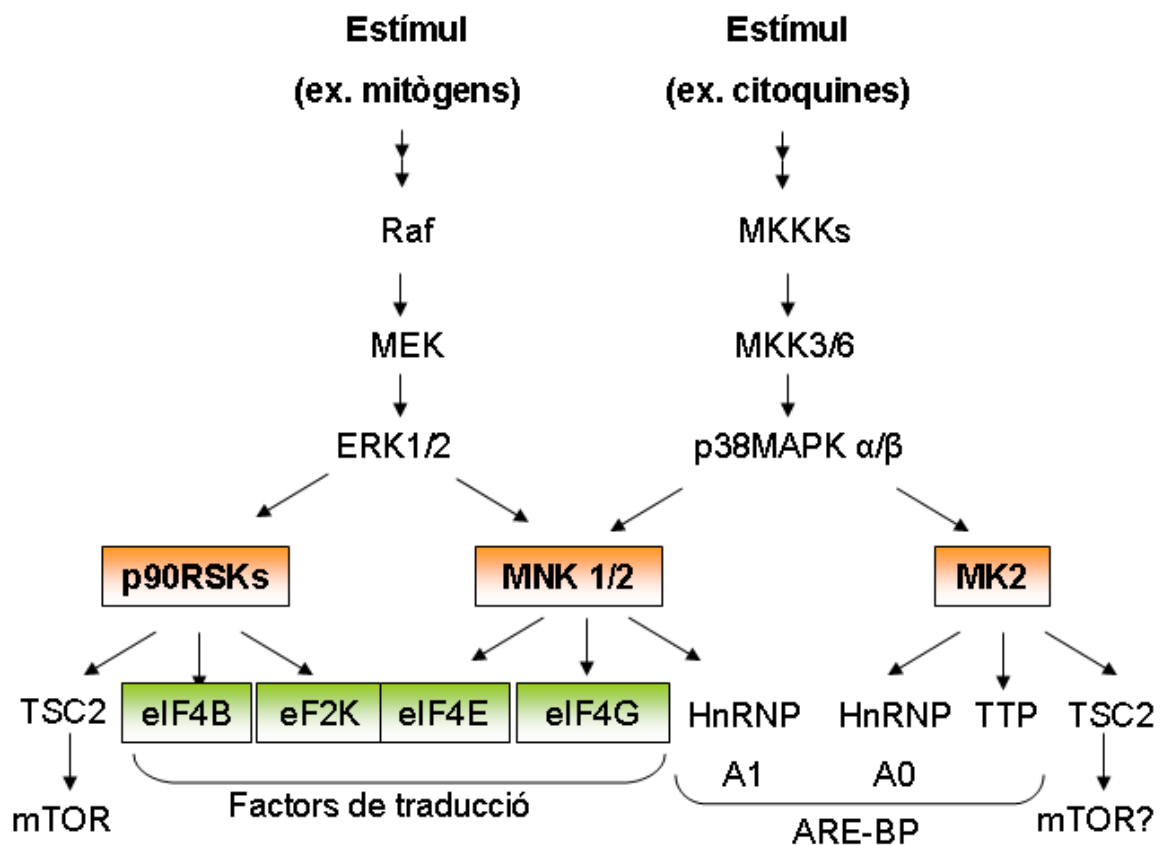 Estímul Estímul
(ex. mitògens) (ex. citoquines)
Raf MKKKs
MEK MKK3/6
ERK1/2 p38MAPK α/β
p90RSKs MNK 1/2 MK2
TSC2 eIF4B eF2K eIF4E eIF4G HnRNP HnRNP TTP TSC2
A1 A0
mTOR Factors de traducció ARE-BP mTOR?